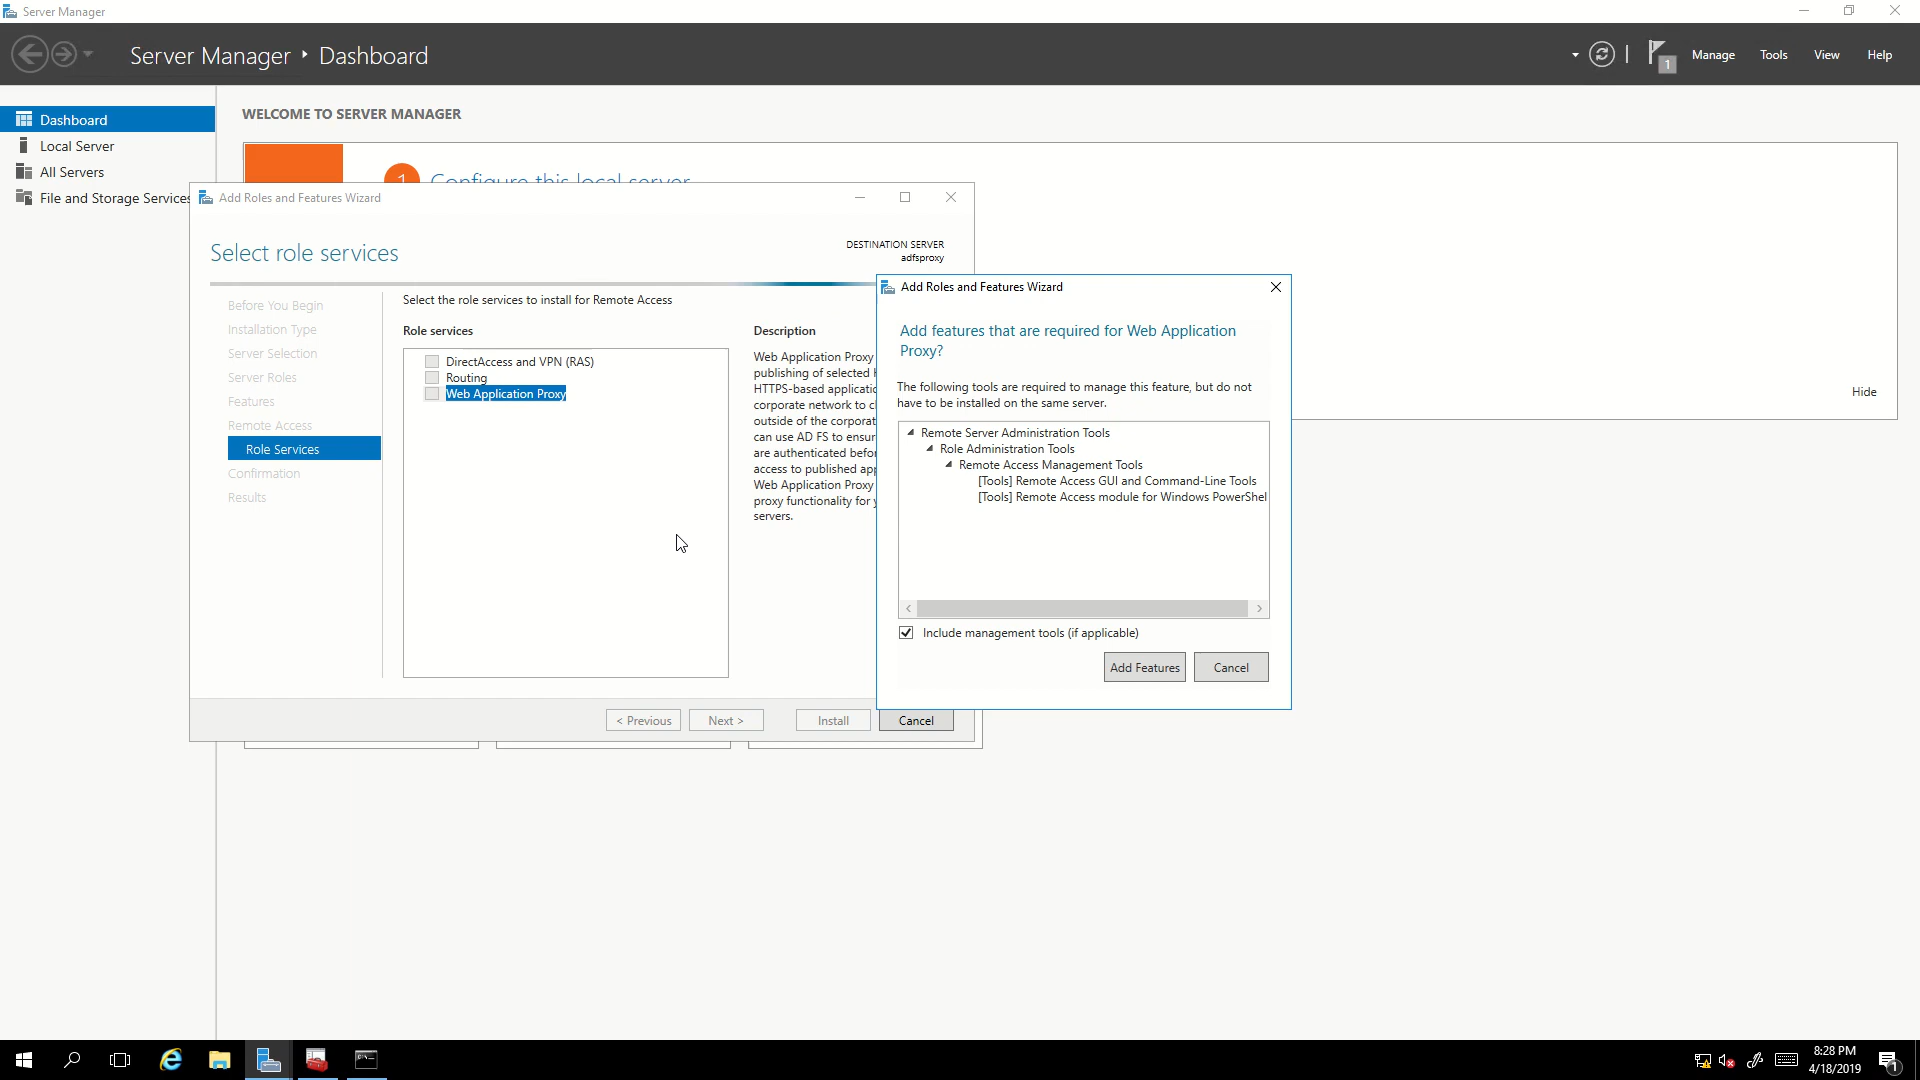 Server Manager
Server Manager
Dashboard
1
Manage
Tools
View
Help
Dashboard
Local Server
All Servers
File and Storage Services
WELCOME TO SERVER MANAGER
1
Configure this local server
Hide
Add Roles and Features Wizard
Select role services
DESTINATION SERVER
adfsproxy
Before You Begin
Installation Type
Server Selection
Server Roles
Features
Remote Access
Role Services
Confirmation
Results
Select the role services to install for Remote Access
Role services
DirectAccess and VPN (RAS)
Routing
Web Application Proxy
Description
Web Application Proxy
publishing of selected
HTTPS-based applicatic
corporate network to
outside of the corporat
can use AD FS to ensur
are authenticated befor
access to published app
Web Application Proxy
proxy functionality for
servers.
< Previous
Next >
Install
Cancel
Add Roles and Features Wizard
Add features that are required for Web Application
Proxy?
The following tools are required to manage this feature, but do not
have to be installed on the same server.
Remote Server Administration Tools
Role Administration Tools
Remote Access Management Tools
[Tools] Remote Access GUI and Command-Line Tools
[Tools] Remote Access module for Windows PowerShel
Include management tools (if applicable)
Add Features
Cancel
8:28 PM
4/18/2019
1